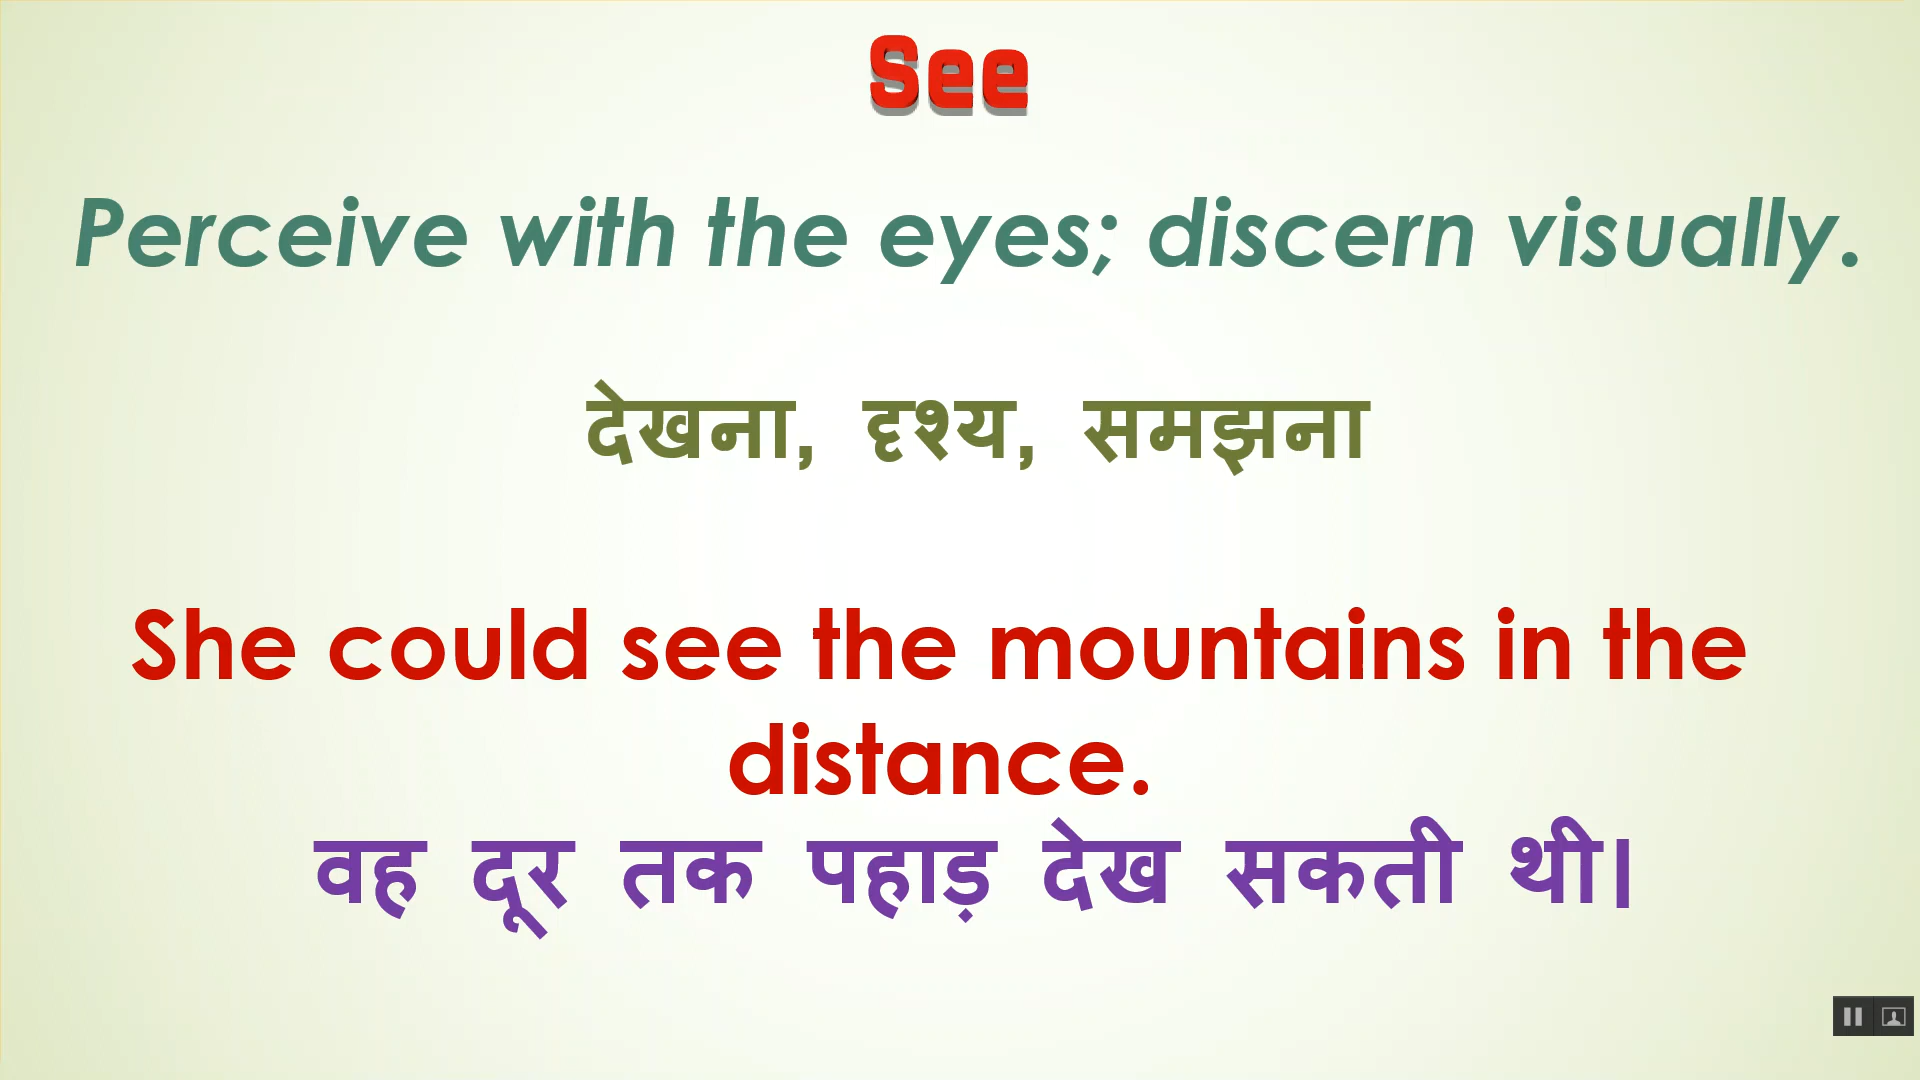 See
Perceive with the eyes; discern visually.
देखना, दृश्य, समझना
She could see the mountains in the
distance.
वह दूर तक पहाड़ देख सकती थी।